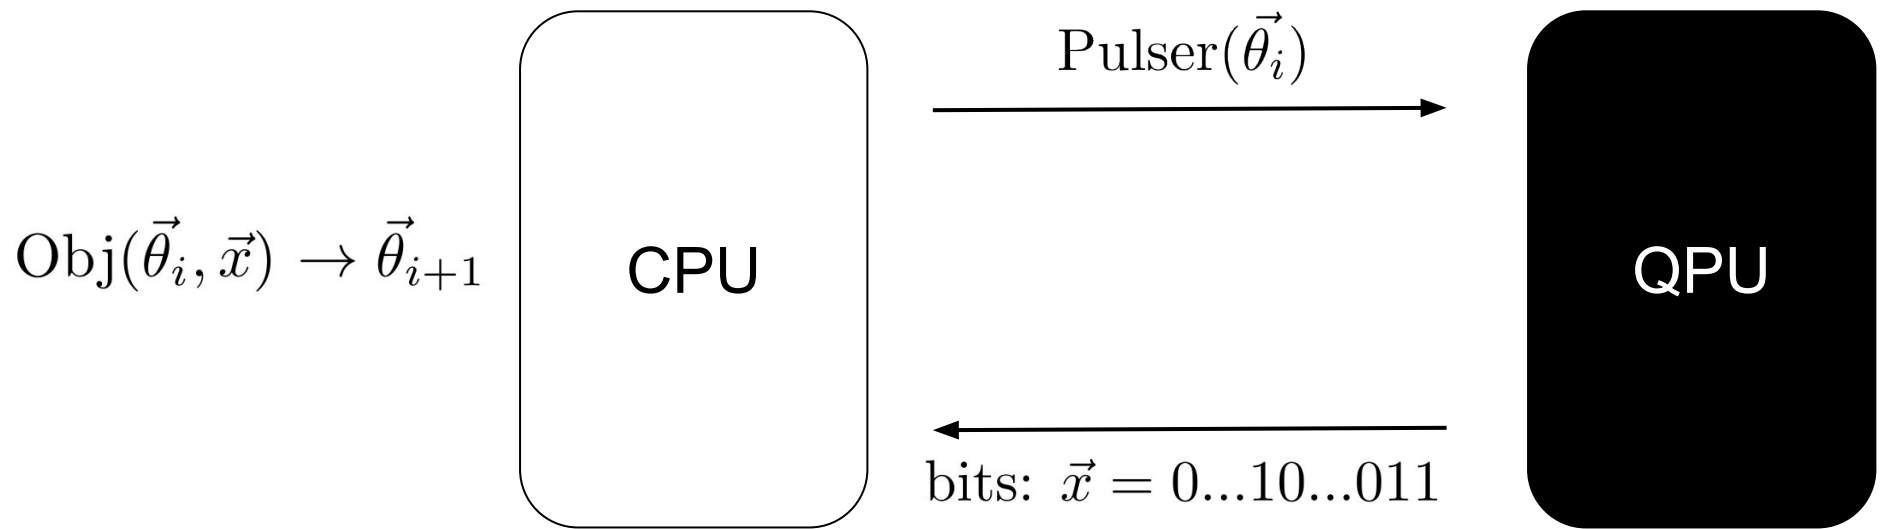 Pulser(θ⃗ᵢ)
Obj(θ⃗ᵢ, x⃗) → θ⃗ᵢ₊₁
CPU
QPU
bits: x⃗ = 0...10...011